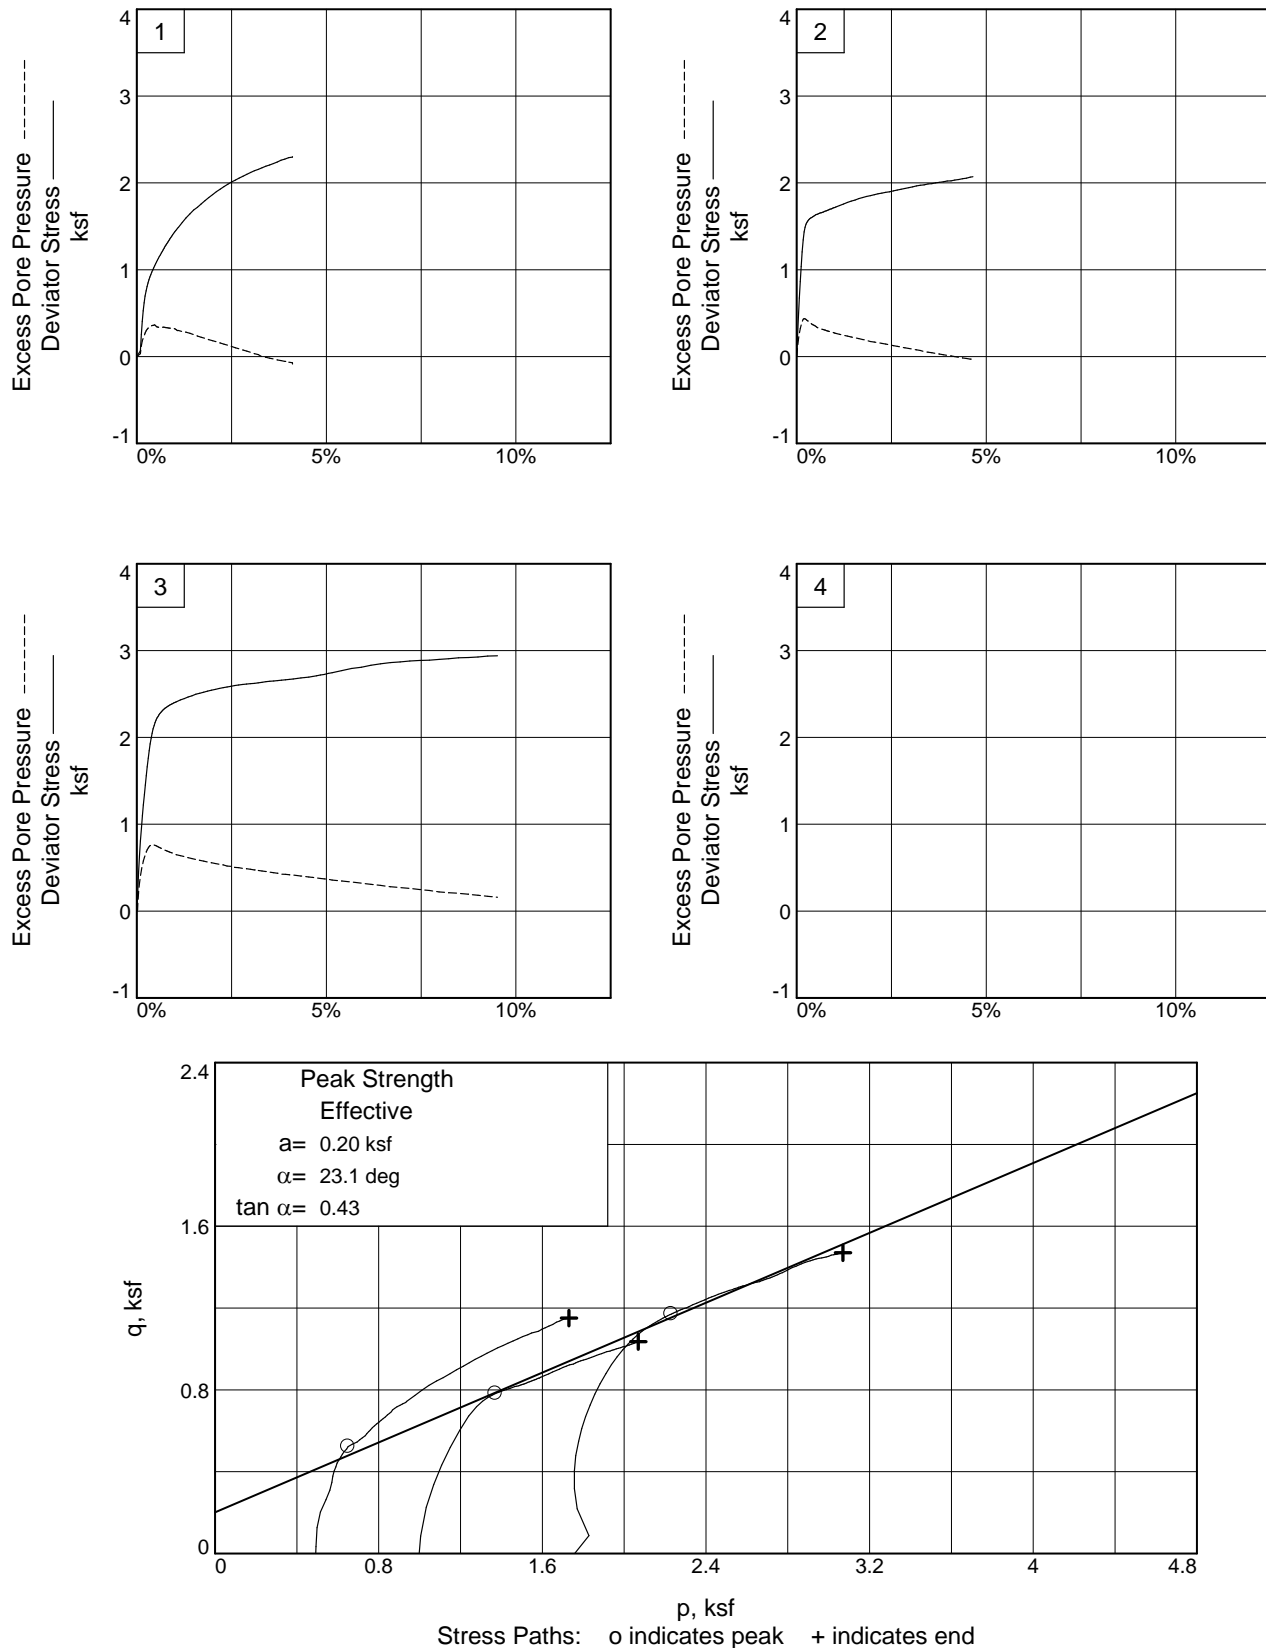 4
1
3
2
1
0
-1
0%
5%
10%
Excess Pore Pressure
Deviator Stress
ksf
4
2
3
2
1
0
-1
0%
5%
10%
Excess Pore Pressure
Deviator Stress
ksf
4
3
3
2
1
0
-1
0%
5%
10%
Excess Pore Pressure
Deviator Stress
ksf
4
4
3
2
1
0
-1
0%
5%
10%
Excess Pore Pressure
Deviator Stress
ksf
2.4
Peak Strength
Effective
a= 0.20 ksf
α= 23.1 deg
tan α= 0.43
1.6
q, ksf
0.8
0
0 0.8 1.6 2.4 3.2 4 4.8
p, ksf
Stress Paths: o indicates peak + indicates end